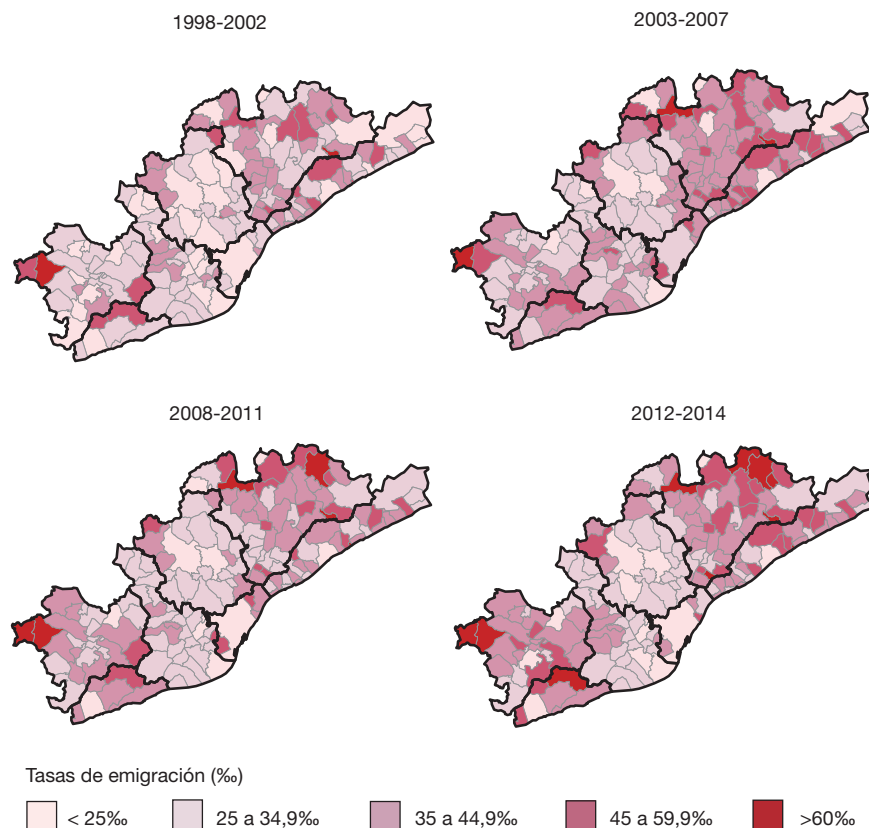 1998-2002
2003-2007
2008-2011
2012-2014
Tasas de emigración (‰)
< 25‰
25 a 34,9‰
35 a 44,9‰
45 a 59,9‰
>60‰